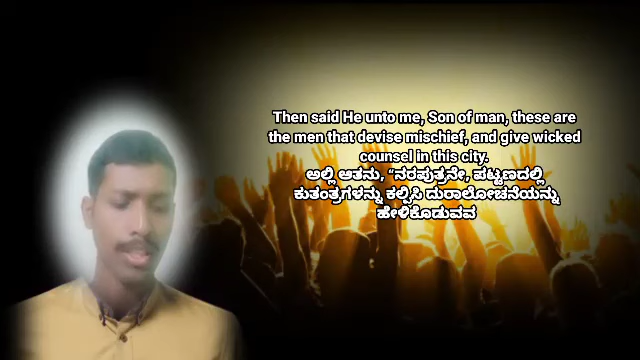 Then said He unto me, Son of man, these are
the men that devise mischief, and give wicked
counsel in this city.
ಅಲ್ಲಿ ಆತನು, “ನರಪುತ್ರನೇ, ಪಟ್ಟಣದಲ್ಲಿ
ಕುತಂತ್ರಗಳನ್ನು ಕಲ್ಪಿಸಿ ದುರಾಲೋಚನೆಯನ್ನು
ಹೇಳಿಕೊಡುವವ